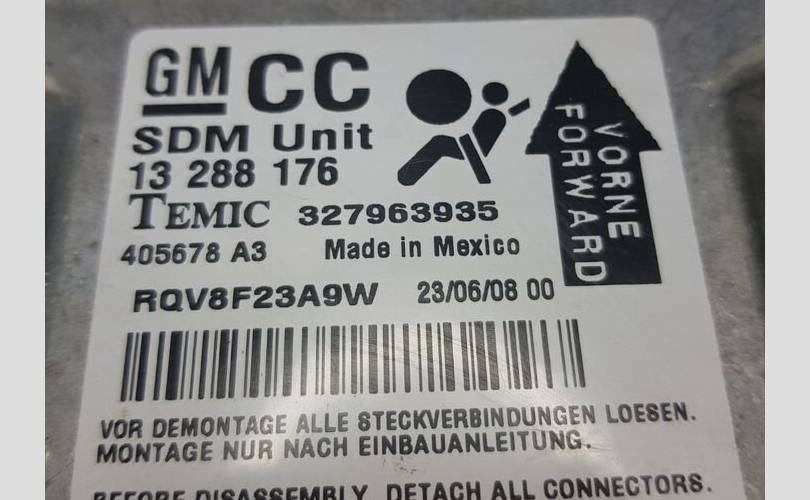 GM CC
SDM Unit
13 288 176
TEMIC 327963935
405678 A3 Made in Mexico
RQV8F23A9W 23/06/08 00
VORNE
FORWARD
VOR DEMONTAGE ALLE STECKVERBINDUNGEN LOESEN.
MONTAGE NUR NACH EINBAUANLEITUNG.
BEFORE DISASSEMBLY, DETACH ALL CONNECTORS.